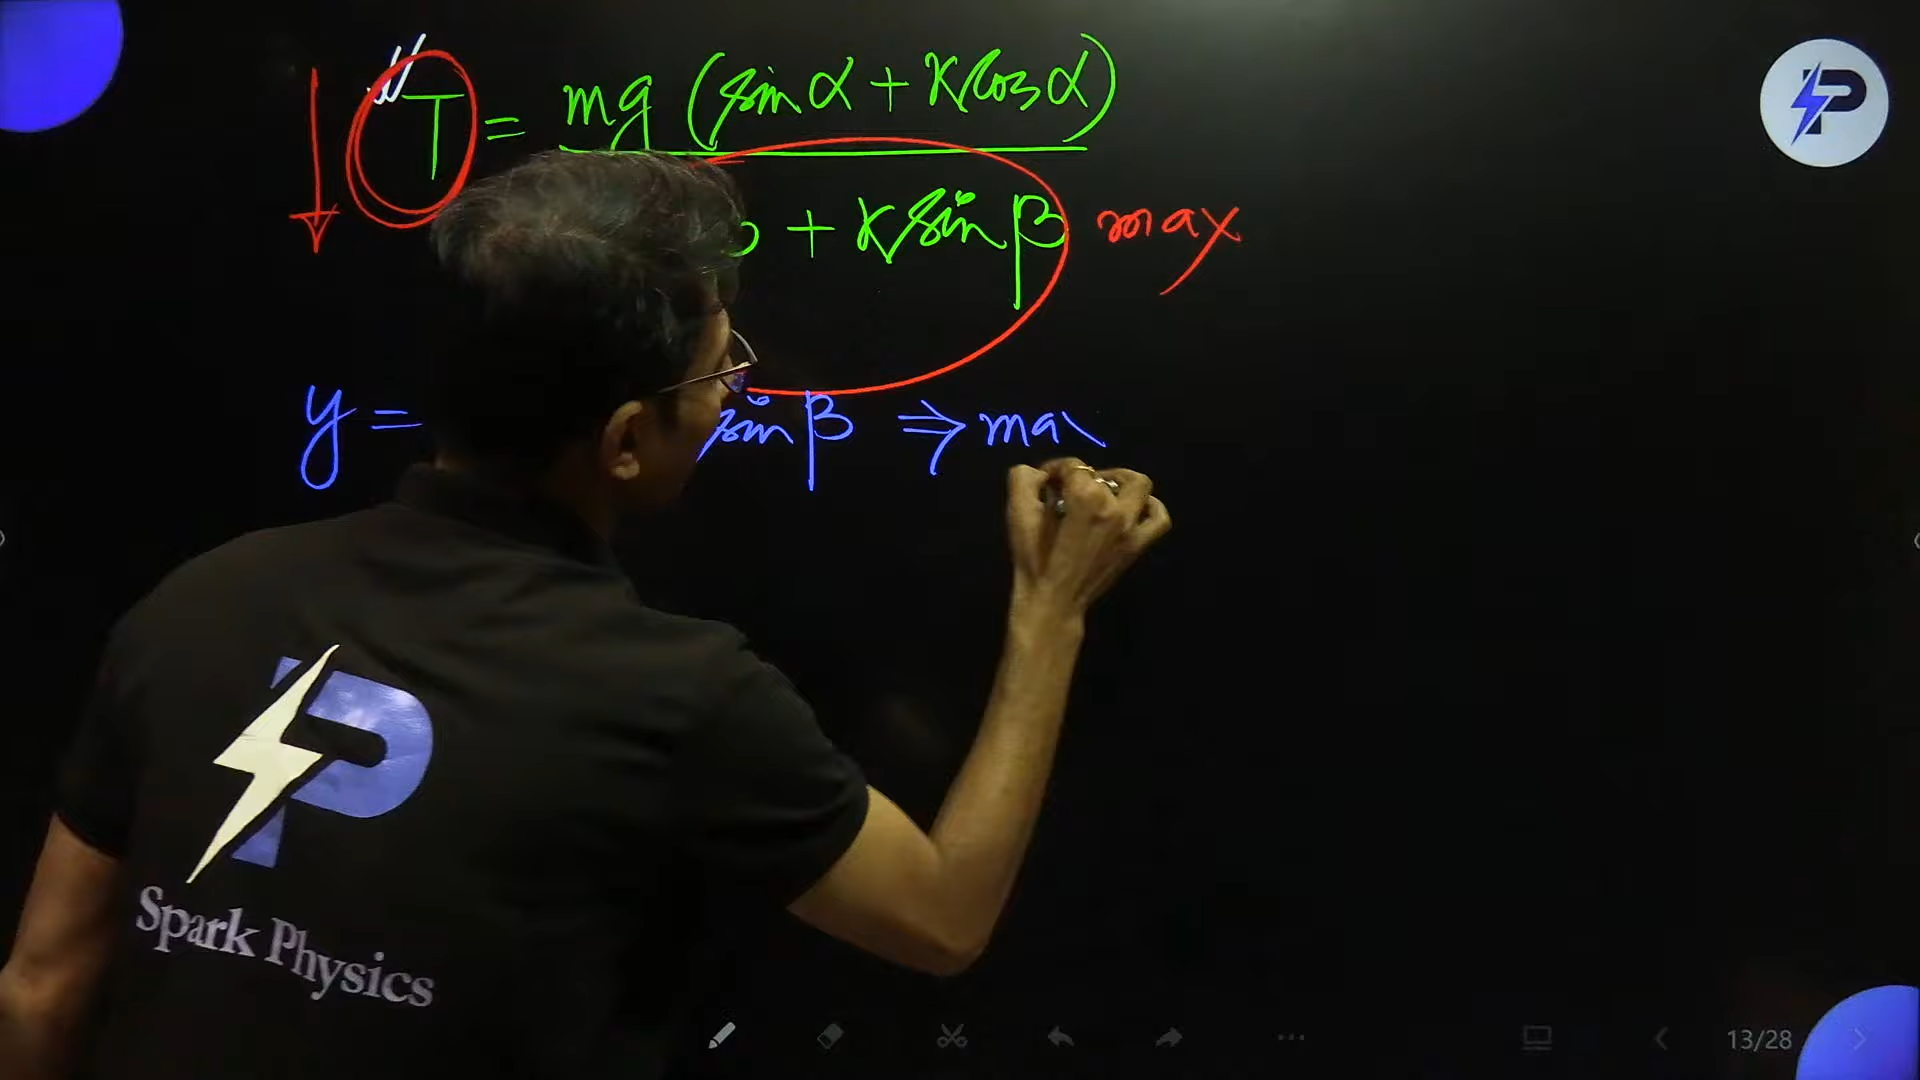 T = mg (sin α + K cos α)
+ K sin β max
y = sin β ⇒ ma
Spark Physics
13/28